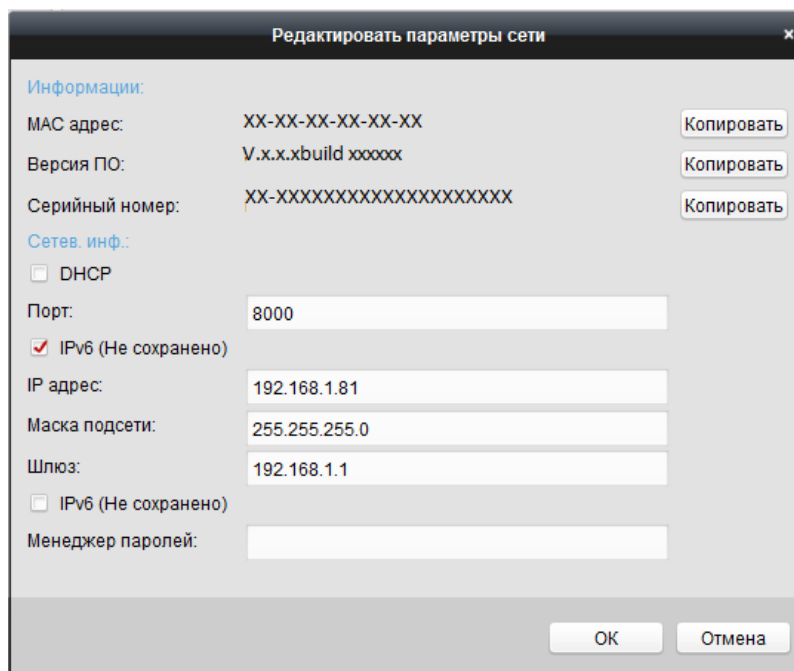 Редактировать параметры сети ×
Информации:
MAC адрес: XX-XX-XX-XX-XX-XX Копировать
Версия ПО: V.x.x.xbuild xxxxxx Копировать
Серийный номер: XX-XXXXXXXXXXXXXXXXXXXX Копировать
Сетев. инф.:
DHCP
Порт: 8000
IPv6 (Не сохранено)
IP адрес: 192.168.1.81
Маска подсети: 255.255.255.0
Шлюз: 192.168.1.1
IPv6 (Не сохранено)
Менеджер паролей:
ОК Отмена